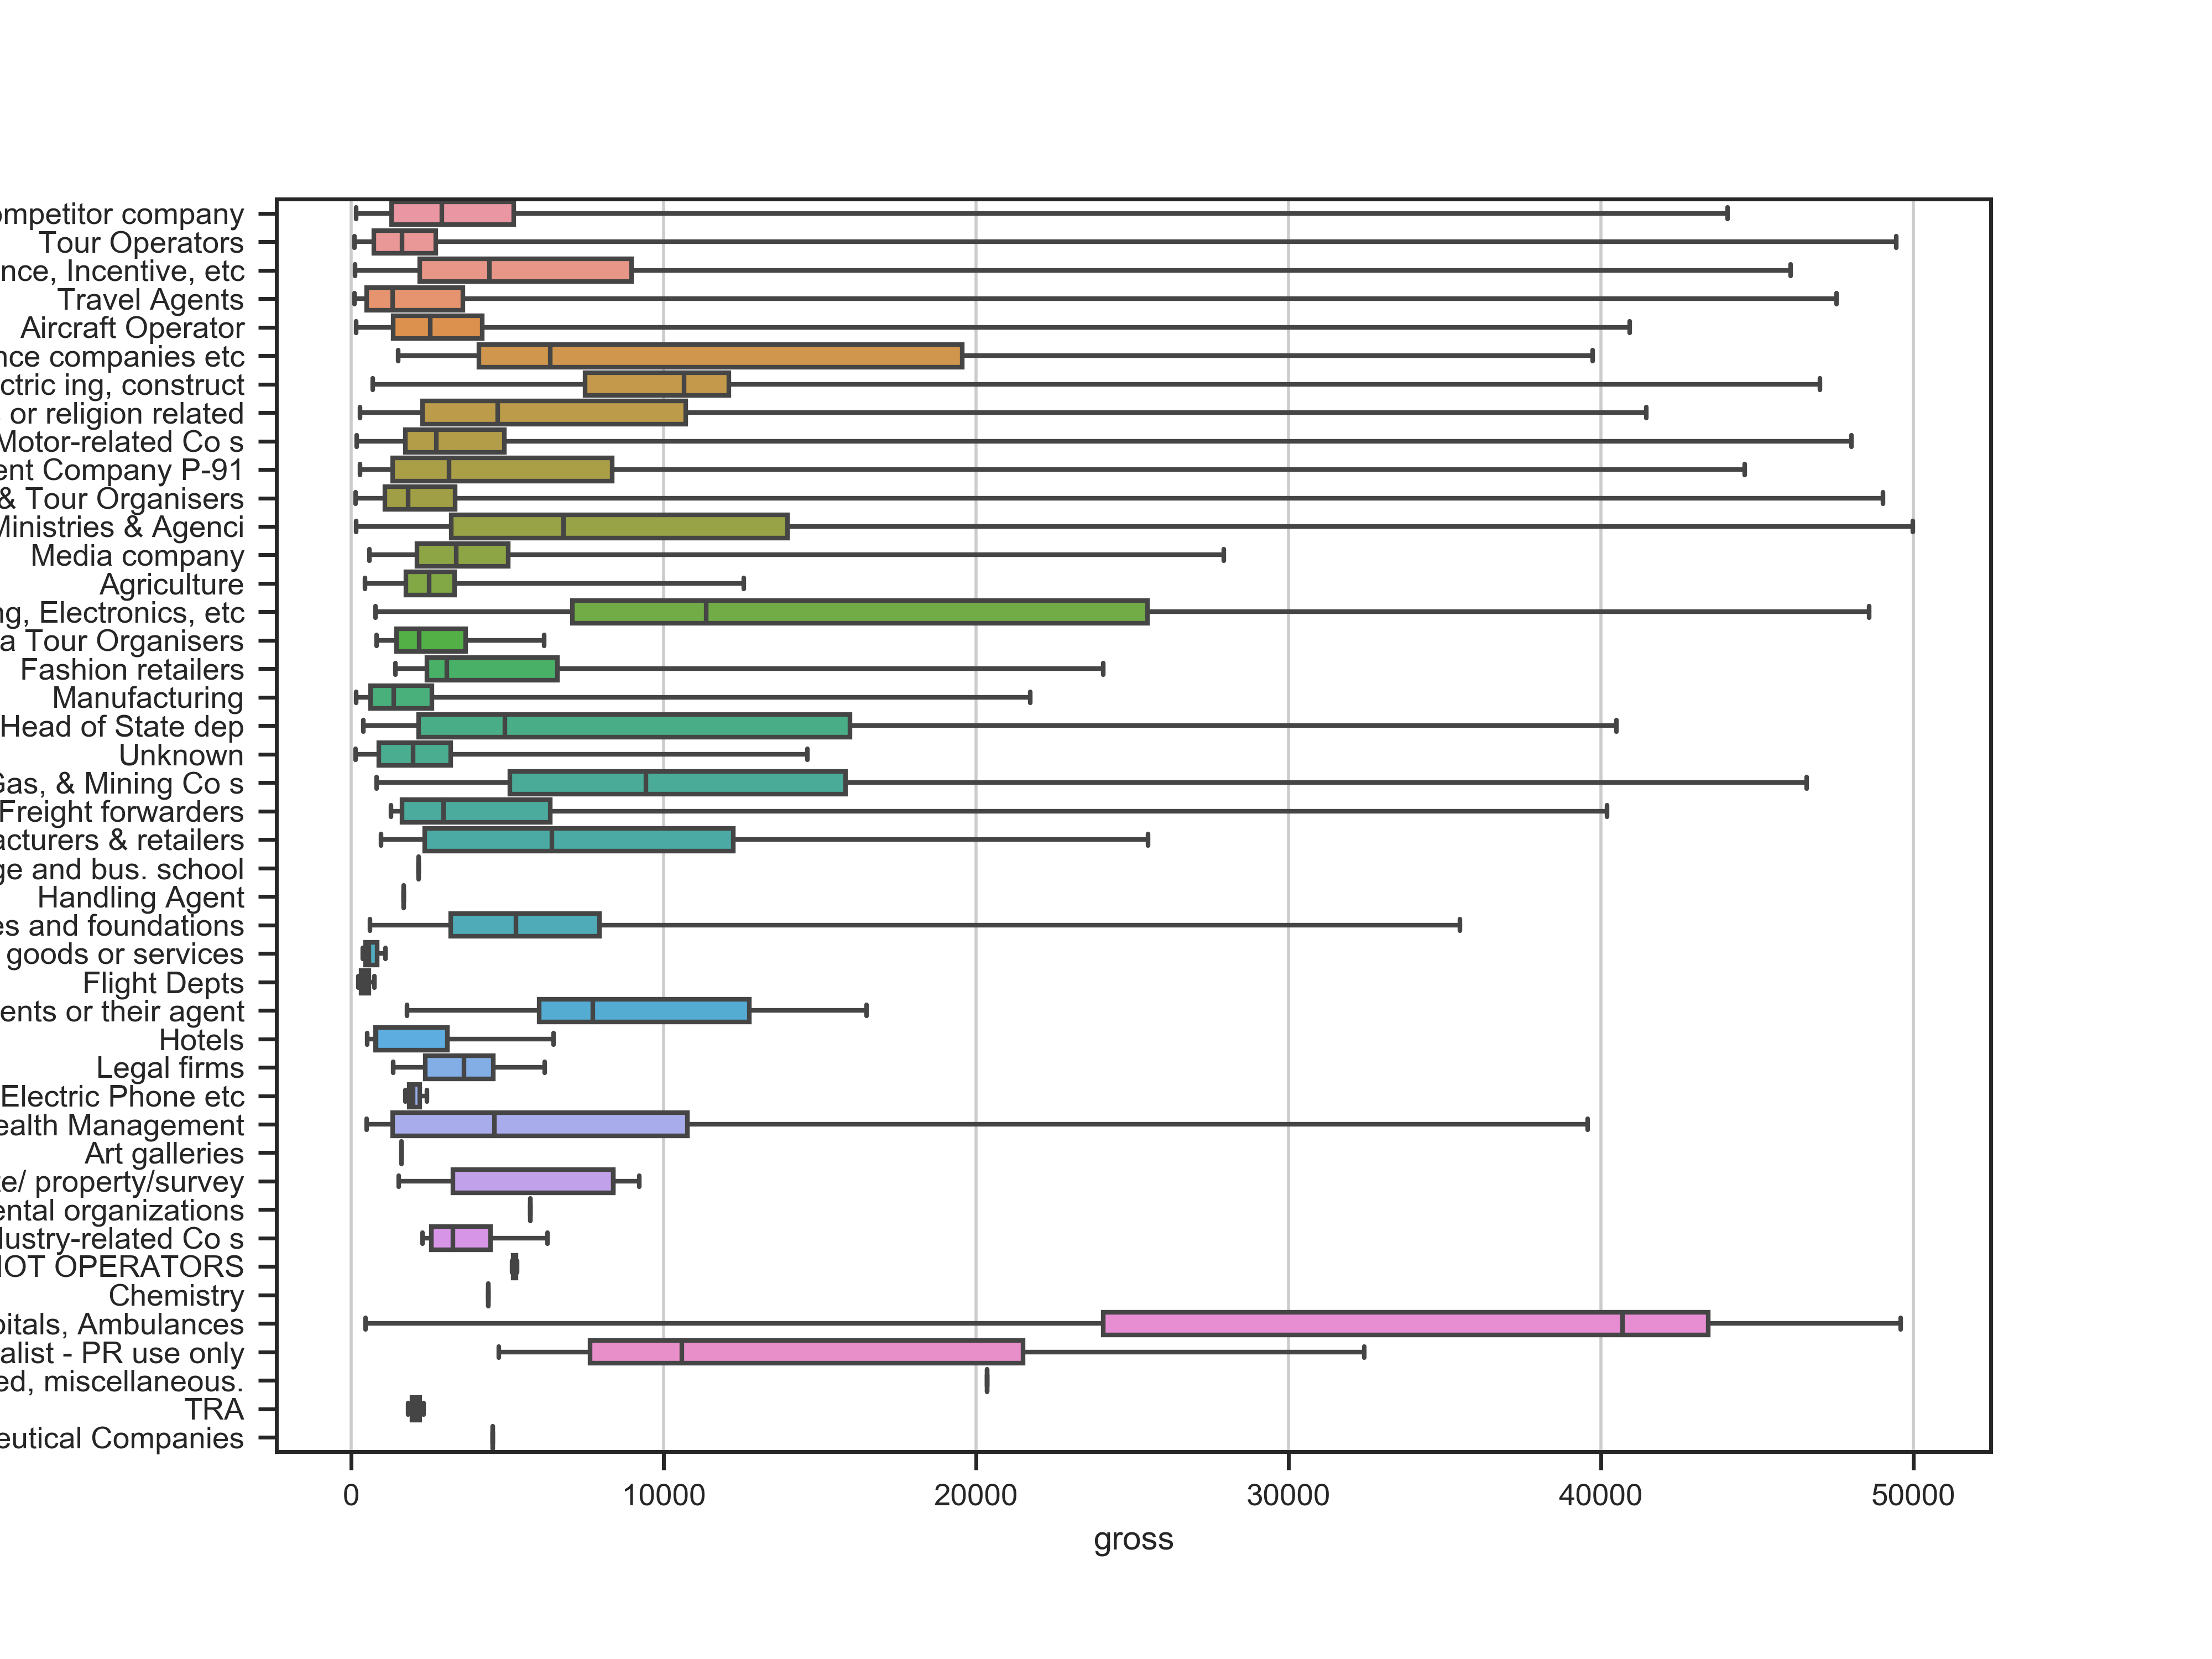 ompetitor company
Tour Operators
nce, Incentive, etc
Travel Agents
Aircraft Operator
nce companies etc
ctric ing, construct
or religion related
Motor-related Co s
ent Company P-91
& Tour Organisers
Ministries & Agenci
Media company
Agriculture
ng, Electronics, etc
a Tour Organisers
Fashion retailers
Manufacturing
Head of State dep
Unknown
Gas, & Mining Co s
Freight forwarders
acturers & retailers
ge and bus. school
Handling Agent
es and foundations
goods or services
Flight Depts
ents or their agent
Hotels
Legal firms
Electric Phone etc
ealth Management
Art galleries
te/ property/survey
ental organizations
dustry-related Co s
NOT OPERATORS
Chemistry
pitals, Ambulances
alist - PR use only
ed, miscellaneous.
TRA
eutical Companies
0 10000 20000 30000 40000 50000
gross